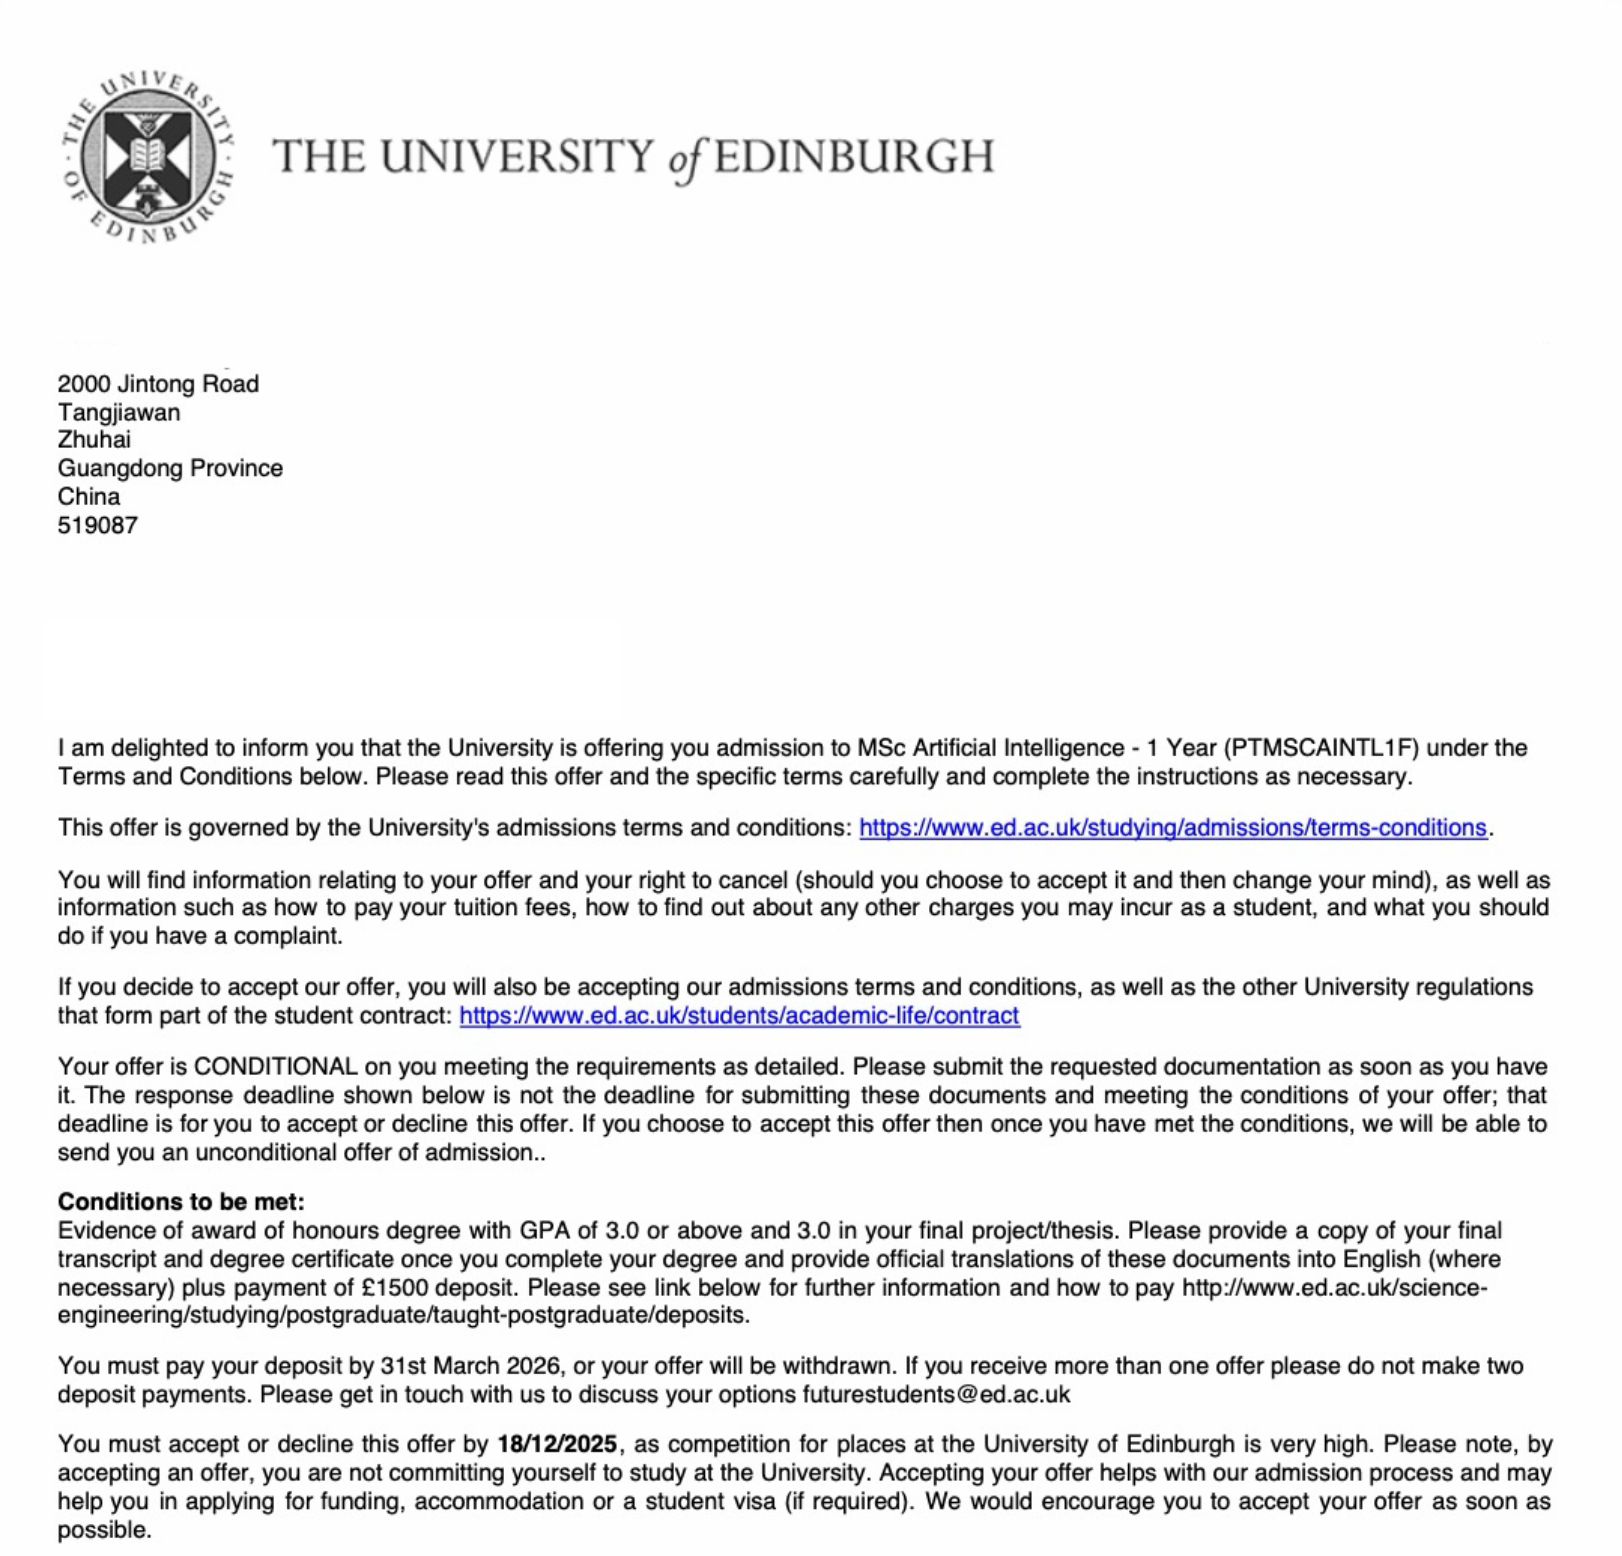 THE UNIVERSITY OF EDINBURGH
THE UNIVERSITY of EDINBURGH
2000 Jintong Road
Tangjiawan
Zhuhai
Guangdong Province
China
519087
I am delighted to inform you that the University is offering you admission to MSc Artificial Intelligence - 1 Year (PTMSCAINTL1F) under the
Terms and Conditions below. Please read this offer and the specific terms carefully and complete the instructions as necessary.
This offer is governed by the University's admissions terms and conditions: https://www.ed.ac.uk/studying/admissions/terms-conditions.
You will find information relating to your offer and your right to cancel (should you choose to accept it and then change your mind), as well as
information such as how to pay your tuition fees, how to find out about any other charges you may incur as a student, and what you should
do if you have a complaint.
If you decide to accept our offer, you will also be accepting our admissions terms and conditions, as well as the other University regulations
that form part of the student contract: https://www.ed.ac.uk/students/academic-life/contract
Your offer is CONDITIONAL on you meeting the requirements as detailed. Please submit the requested documentation as soon as you have
it. The response deadline shown below is not the deadline for submitting these documents and meeting the conditions of your offer; that
deadline is for you to accept or decline this offer. If you choose to accept this offer then once you have met the conditions, we will be able to
send you an unconditional offer of admission..
Conditions to be met:
Evidence of award of honours degree with GPA of 3.0 or above and 3.0 in your final project/thesis. Please provide a copy of your final
transcript and degree certificate once you complete your degree and provide official translations of these documents into English (where
necessary) plus payment of £1500 deposit. Please see link below for further information and how to pay http://www.ed.ac.uk/science-
engineering/studying/postgraduate/taught-postgraduate/deposits.
You must pay your deposit by 31st March 2026, or your offer will be withdrawn. If you receive more than one offer please do not make two
deposit payments. Please get in touch with us to discuss your options futurestudents@ed.ac.uk
You must accept or decline this offer by 18/12/2025, as competition for places at the University of Edinburgh is very high. Please note, by
accepting an offer, you are not committing yourself to study at the University. Accepting your offer helps with our admission process and may
help you in applying for funding, accommodation or a student visa (if required). We would encourage you to accept your offer as soon as
possible.